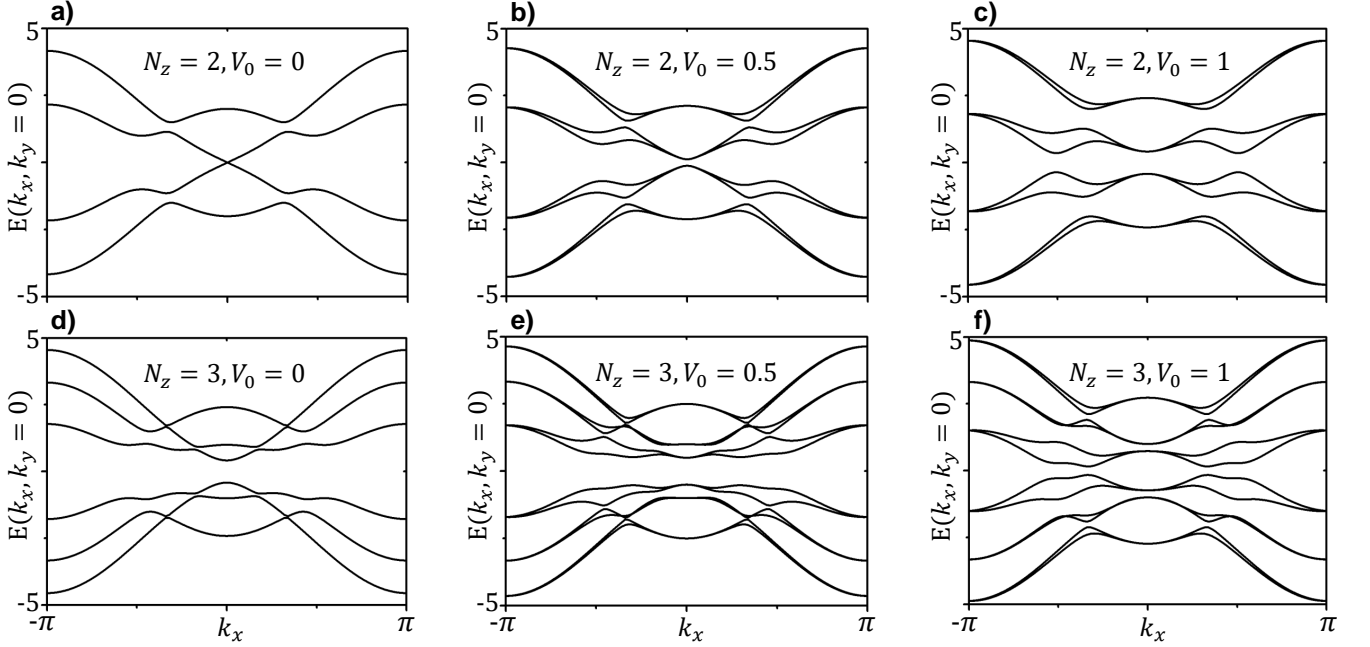 a) b) c)
5 5 5
N_z = 2, V_0 = 0 N_z = 2, V_0 = 0.5 N_z = 2, V_0 = 1
E(k_x, k_y = 0) E(k_x, k_y = 0) E(k_x, k_y = 0)
-5 -5 -5
d) e) f)
5 5 5
N_z = 3, V_0 = 0 N_z = 3, V_0 = 0.5 N_z = 3, V_0 = 1
E(k_x, k_y = 0) E(k_x, k_y = 0) E(k_x, k_y = 0)
-5 -5 -5
-π k_x π -π k_x π -π k_x π